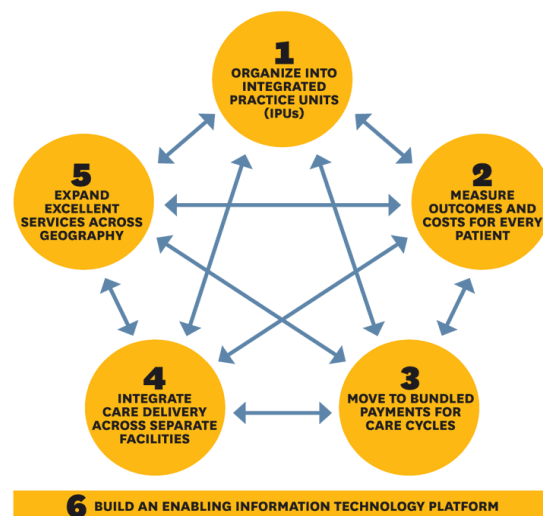 1
ORGANIZE INTO
INTEGRATED
PRACTICE UNITS
(IPUs)
2
MEASURE
OUTCOMES AND
COSTS FOR EVERY
PATIENT
3
MOVE TO BUNDLED
PAYMENTS FOR
CARE CYCLES
4
INTEGRATE
CARE DELIVERY
ACROSS SEPARATE
FACILITIES
5
EXPAND
EXCELLENT
SERVICES ACROSS
GEOGRAPHY
6 BUILD AN ENABLING INFORMATION TECHNOLOGY PLATFORM